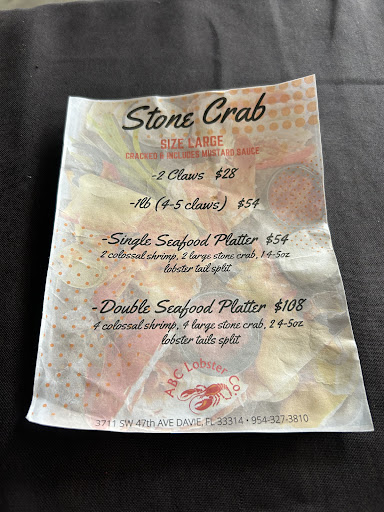 Stone Crab
SIZE LARGE
CRACKED & INCLUDES MUSTARD SAUCE
-2 Claws $28
-1lb (4-5 claws) $54
-Single Seafood Platter $54
2 colossal shrimp, 2 large stone crab, 1 4-5oz
lobster tail split
-Double Seafood Platter $108
4 colossal shrimp, 4 large stone crab, 2 4-5oz
lobster tails split
ABC Lobster Co
3711 SW 47th AVE DAVIE, FL 33314 • 954-327-3810